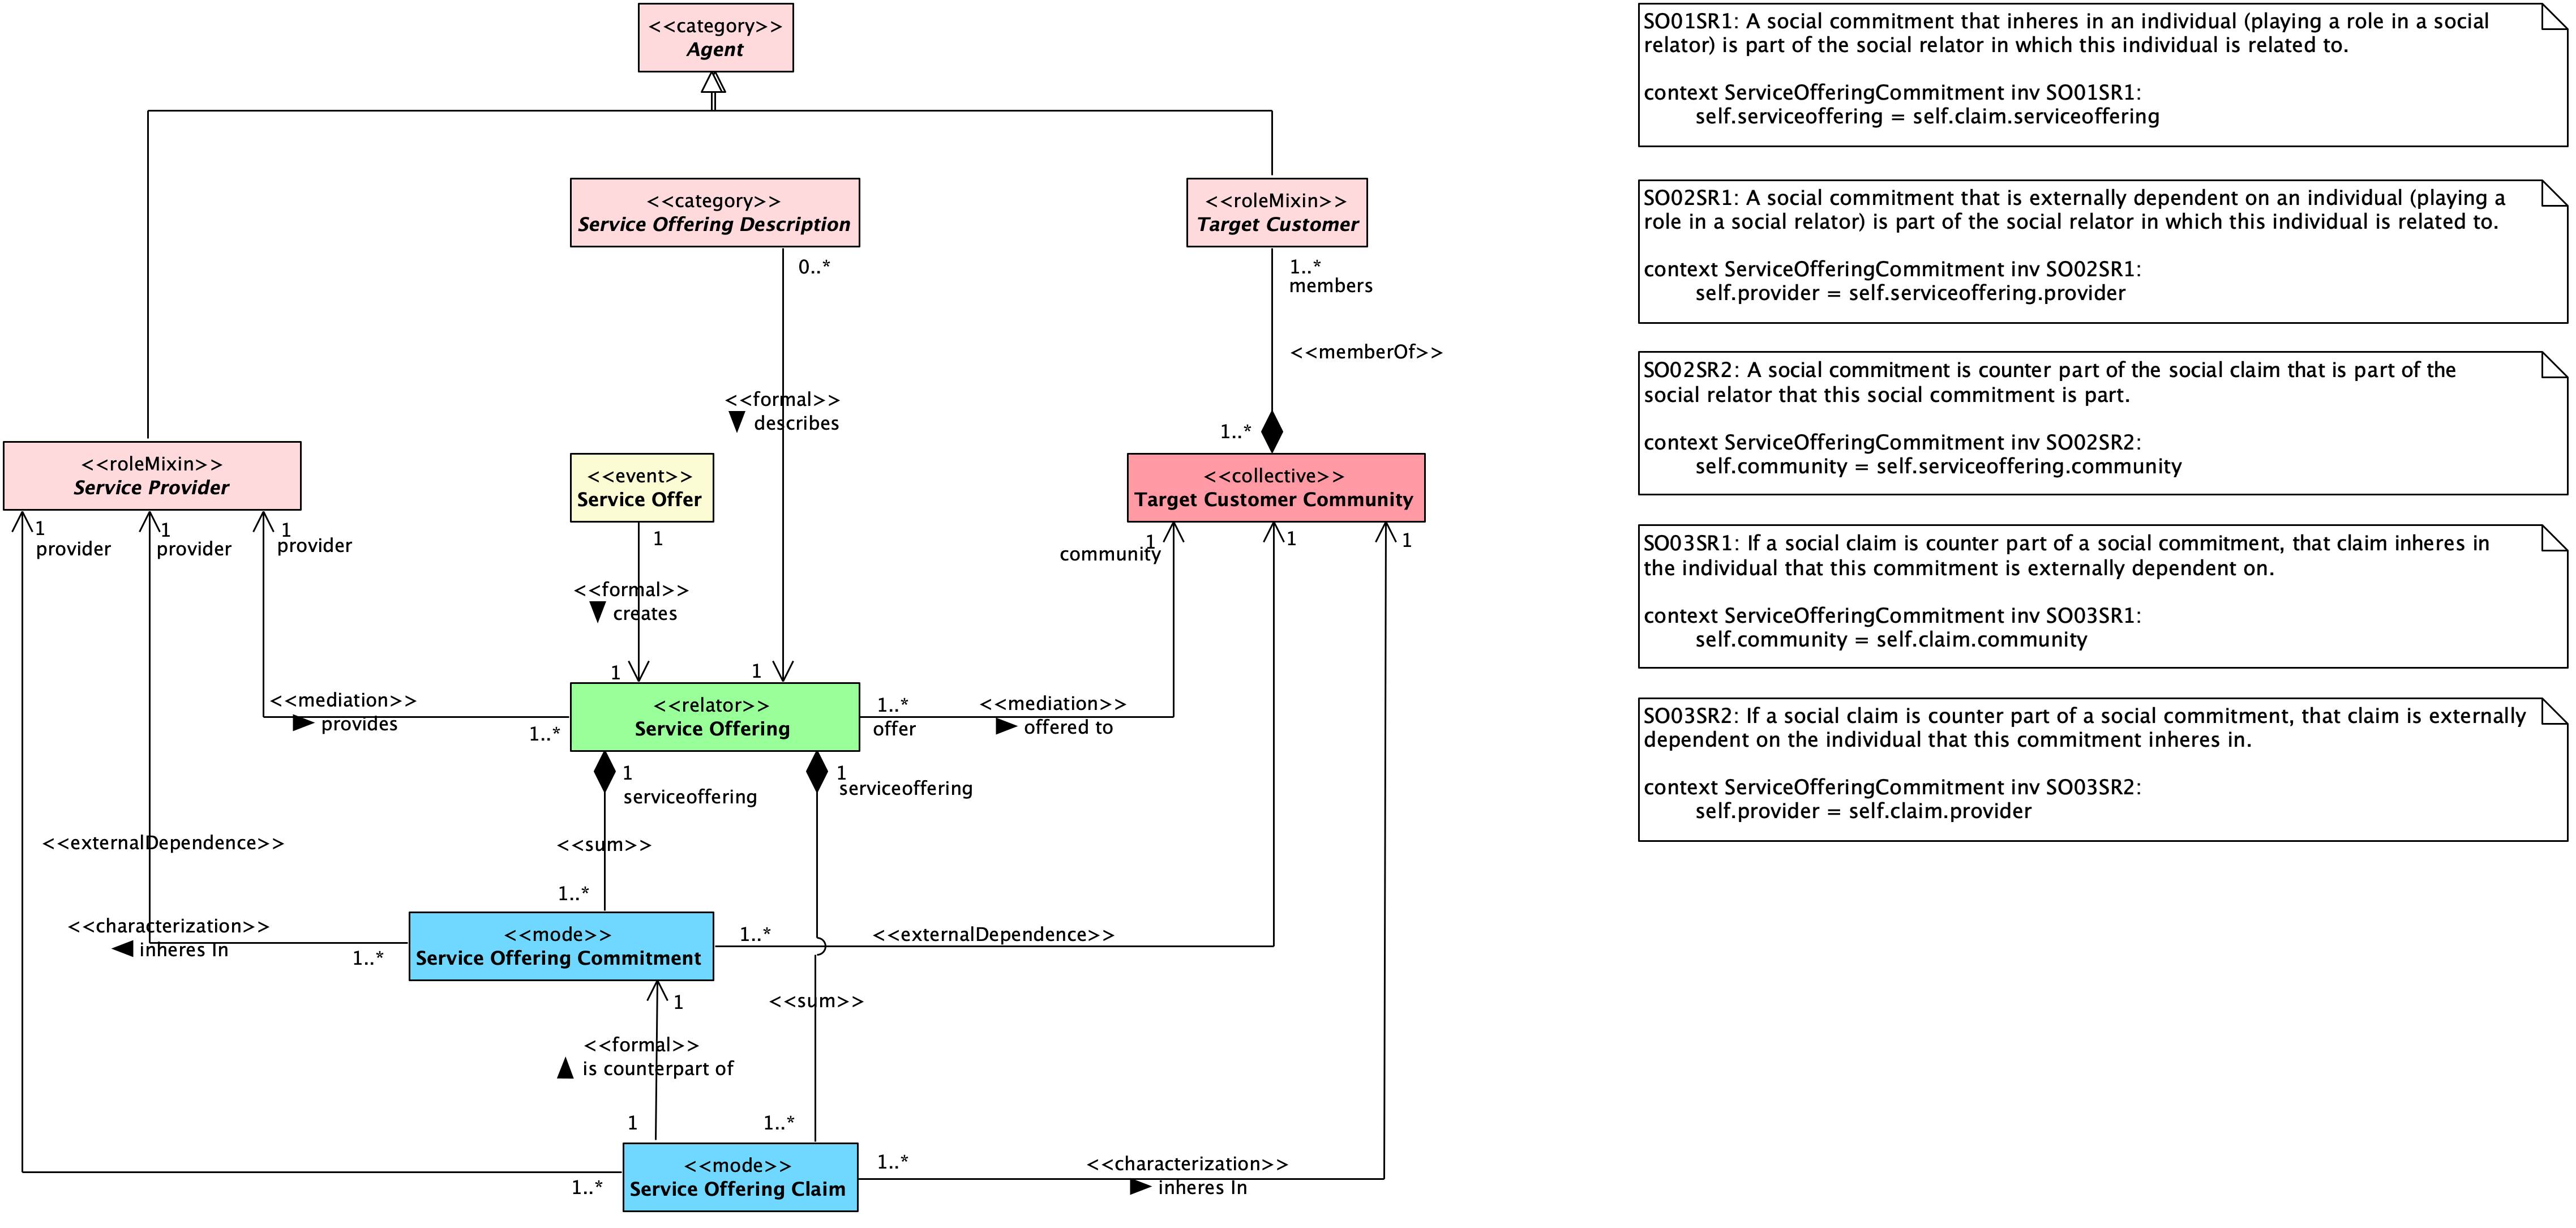 <<category>>
Agent
<<category>>
Service Offering Description
0..*
<<roleMixin>>
Target Customer
1..*
members
<<memberOf>>
1..*
<<formal>>
describes
<<roleMixin>>
Service Provider
<<event>>
Service Offer
<<collective>>
Target Customer Community
1
provider
1
provider
1
provider
1
1
community
1
1
<<formal>>
creates
1
1
<<mediation>>
provides
1..*
<<relator>>
Service Offering
1..*
offer
<<mediation>>
offered to
1
serviceoffering
1
serviceoffering
<<externalDependence>>
<<sum>>
1..*
<<characterization>>
inheres In
1..*
<<mode>>
Service Offering Commitment
1..*
<<externalDependence>>
1
<<sum>>
<<formal>>
is counterpart of
1
1..*
<<mode>>
Service Offering Claim
1..*
1..*
<<characterization>>
inheres In
SO01SR1: A social commitment that inheres in an individual (playing a role in a social
relator) is part of the social relator in which this individual is related to.
context ServiceOfferingCommitment inv SO01SR1:
self.serviceoffering = self.claim.serviceoffering
SO02SR1: A social commitment that is externally dependent on an individual (playing a
role in a social relator) is part of the social relator in which this individual is related to.
context ServiceOfferingCommitment inv SO02SR1:
self.provider = self.serviceoffering.provider
SO02SR2: A social commitment is counter part of the social claim that is part of the
social relator that this social commitment is part.
context ServiceOfferingCommitment inv SO02SR2:
self.community = self.serviceoffering.community
SO03SR1: If a social claim is counter part of a social commitment, that claim inheres in
the individual that this commitment is externally dependent on.
context ServiceOfferingCommitment inv SO03SR1:
self.community = self.claim.community
SO03SR2: If a social claim is counter part of a social commitment, that claim is externally
dependent on the individual that this commitment inheres in.
context ServiceOfferingCommitment inv SO03SR2:
self.provider = self.claim.provider